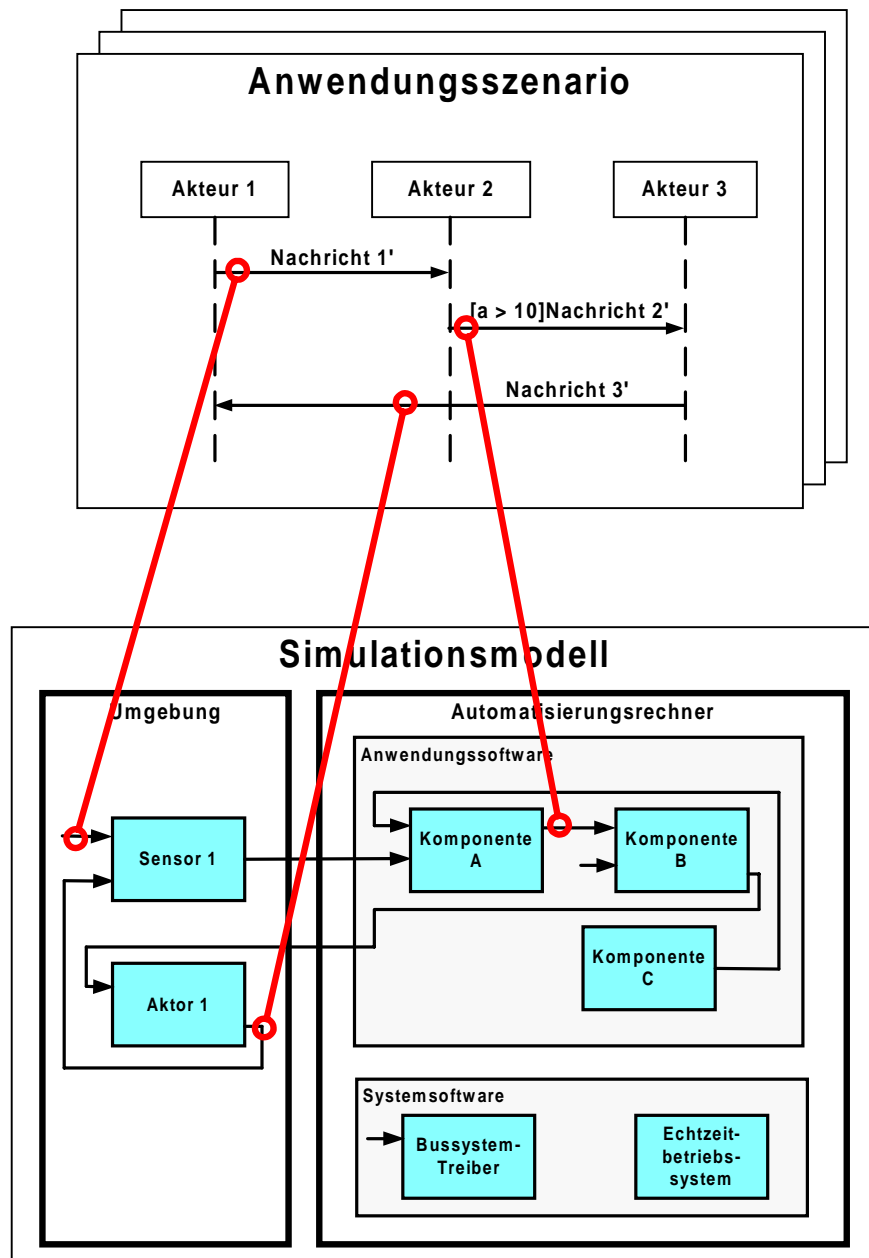 Anwendungsszenario
Akteur 1
Akteur 2
Akteur 3
Nachricht 1'
[a > 10]Nachricht 2'
Nachricht 3'
Simulationsmodell
Umgebung
Automatisierungsrechner
Anwendungssoftware
Sensor 1
Komponente
A
Komponente
B
Komponente
C
Aktor 1
Systemsoftware
Bussystem-
Treiber
Echtzeit-
betriebs-
system